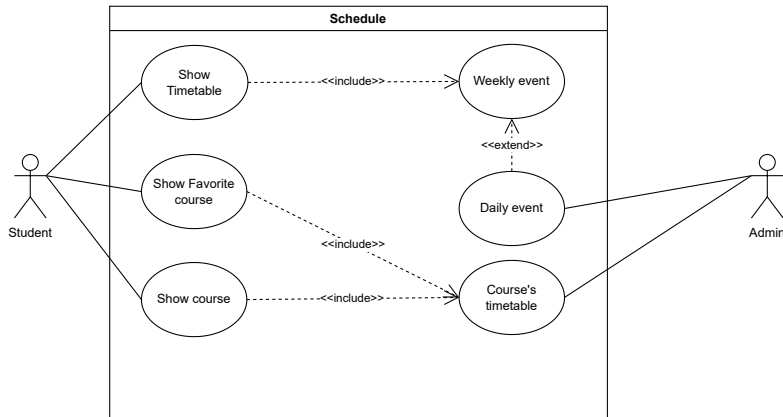 Schedule
Show
Timetable
<<include>>
Weekly event
<<extend>>
Student
Show Favorite
course
Daily event
Admin
<<include>>
Show course
<<include>>
Course's
timetable